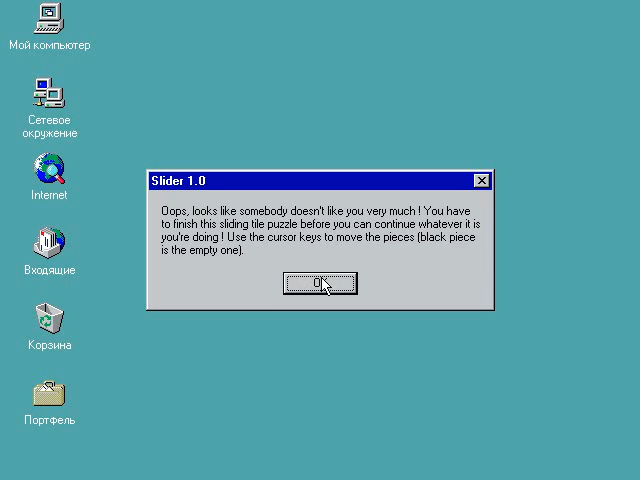 Мой компьютер
Сетевое
окружение
Internet
Входящие
Корзина
Портфель
Slider 1.0
Oops, looks like somebody doesn't like you very much ! You have
to finish this sliding tile puzzle before you can continue whatever it is
you're doing ! Use the cursor keys to move the pieces (black piece
is the empty one).
OK